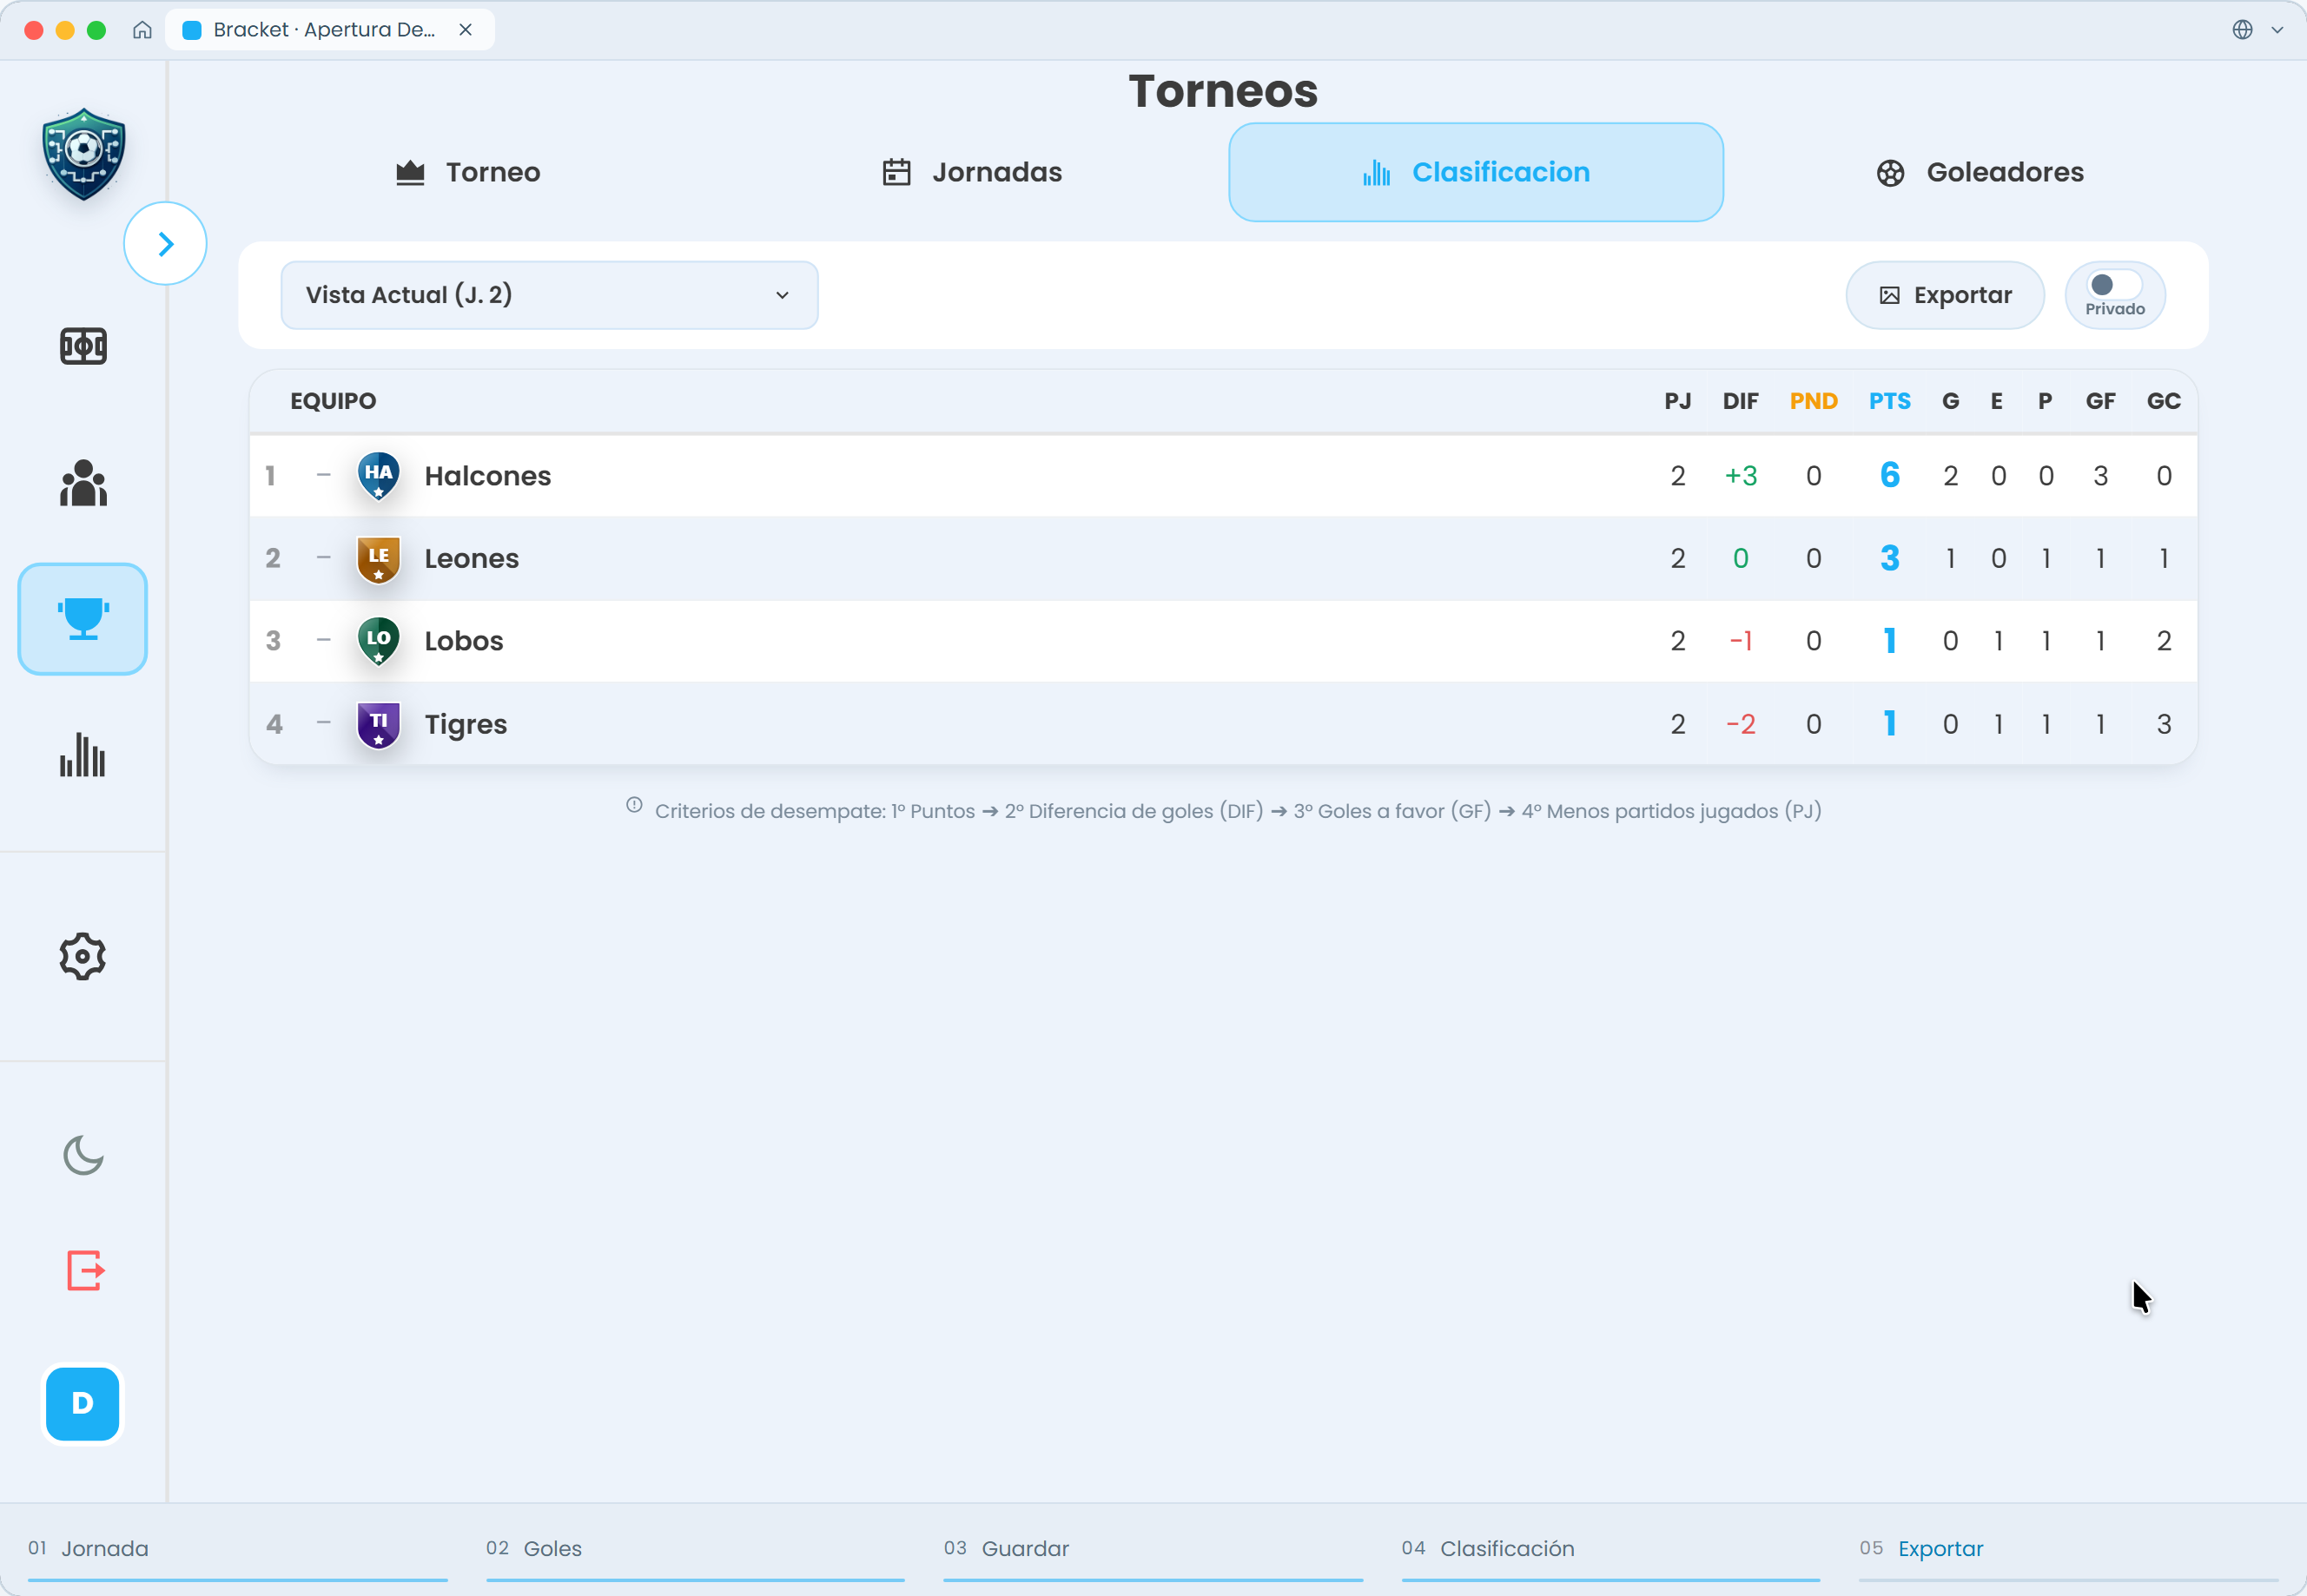 Bracket · Apertura De...
Torneos
Torneo
Jornadas
Clasificacion
Goleadores
Vista Actual (J. 2)
Exportar
Privado
EQUIPO PJ DIF PND PTS G E P GF GC
1 – HA Halcones 2 +3 0 6 2 0 0 3 0
2 – LE Leones 2 0 0 3 1 0 1 1 1
3 – LO Lobos 2 -1 0 1 0 1 1 1 2
4 – TI Tigres 2 -2 0 1 0 1 1 1 3
Criterios de desempate: 1º Puntos ➔ 2º Diferencia de goles (DIF) ➔ 3º Goles a favor (GF) ➔ 4º Menos partidos jugados (PJ)
D
01 Jornada
02 Goles
03 Guardar
04 Clasificación
05 Exportar